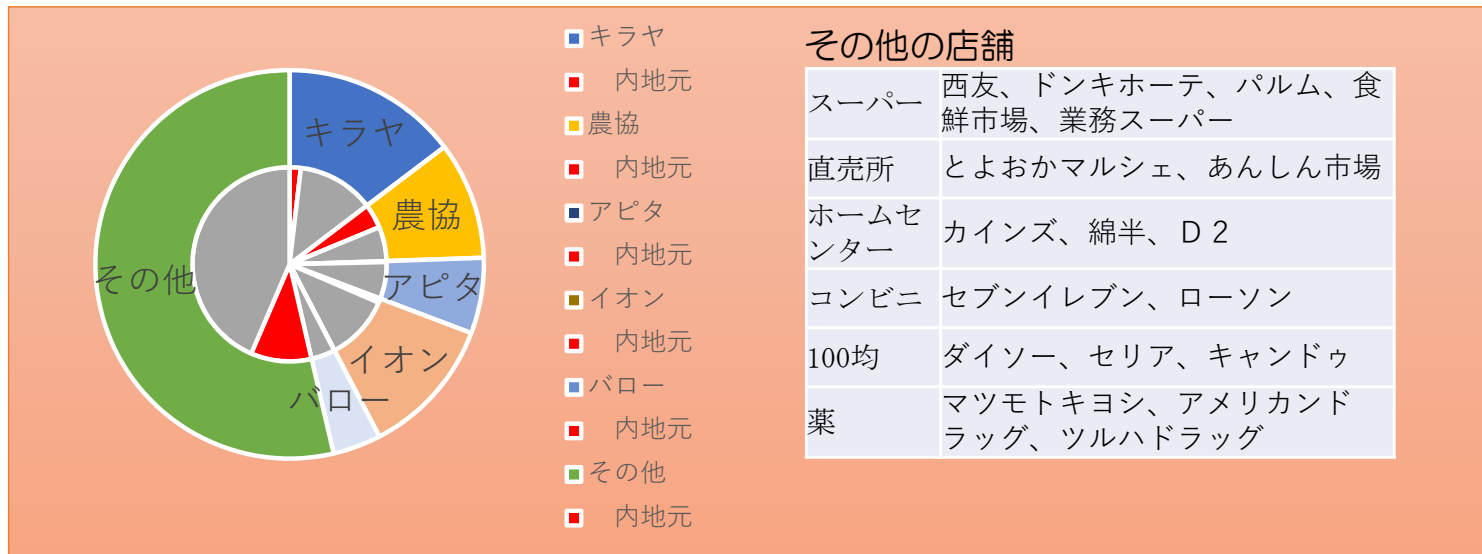 キラヤ
農協
アピタ
イオン
バロー
その他
キラヤ
内地元
農協
内地元
アピタ
内地元
イオン
内地元
バロー
内地元
その他
内地元
その他の店舗
スーパー
西友、ドンキホーテ、パルム、食
鮮市場、業務スーパー
直売所
とよおかマルシェ、あんしん市場
ホームセ
ンター
カインズ、綿半、D2
コンビニ
セブンイレブン、ローソン
100均
ダイソー、セリア、キャンドゥ
薬
マツモトキヨシ、アメリカンド
ラッグ、ツルハドラッグ